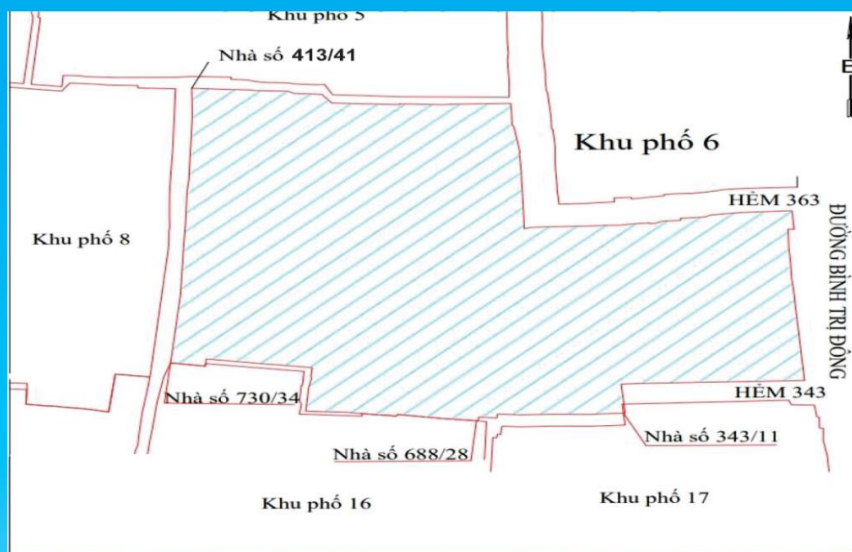 Khu phố 5
Nhà số 413/41
Khu phố 6
HẺM 363
Khu phố 8
ĐƯỜNG BÌNH TRỊ ĐÔNG
Nhà số 730/34
HẺM 343
Nhà số 688/28
Nhà số 343/11
Khu phố 16
Khu phố 17